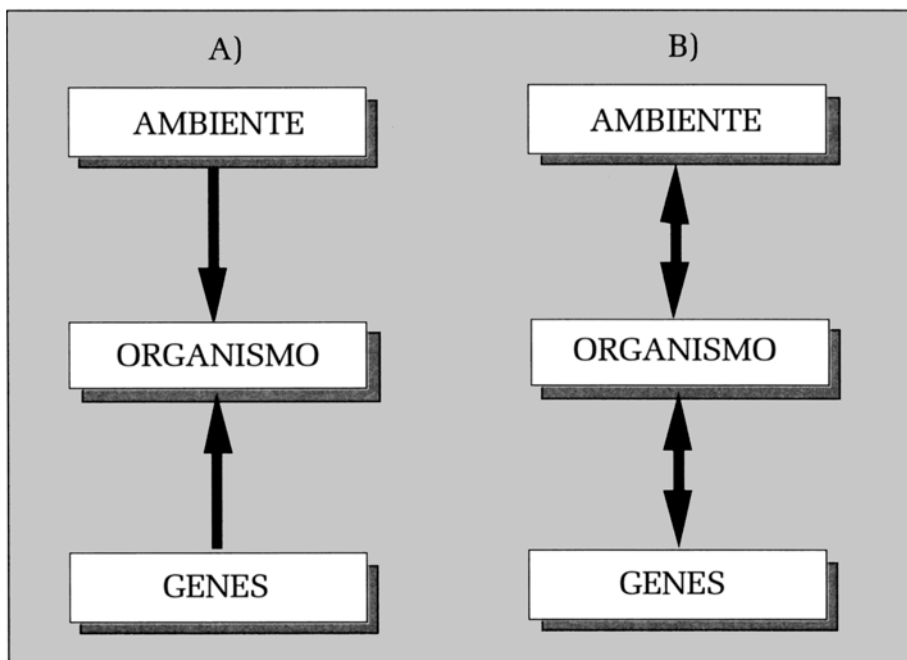 A)
AMBIENTE
ORGANISMO
GENES
B)
AMBIENTE
ORGANISMO
GENES